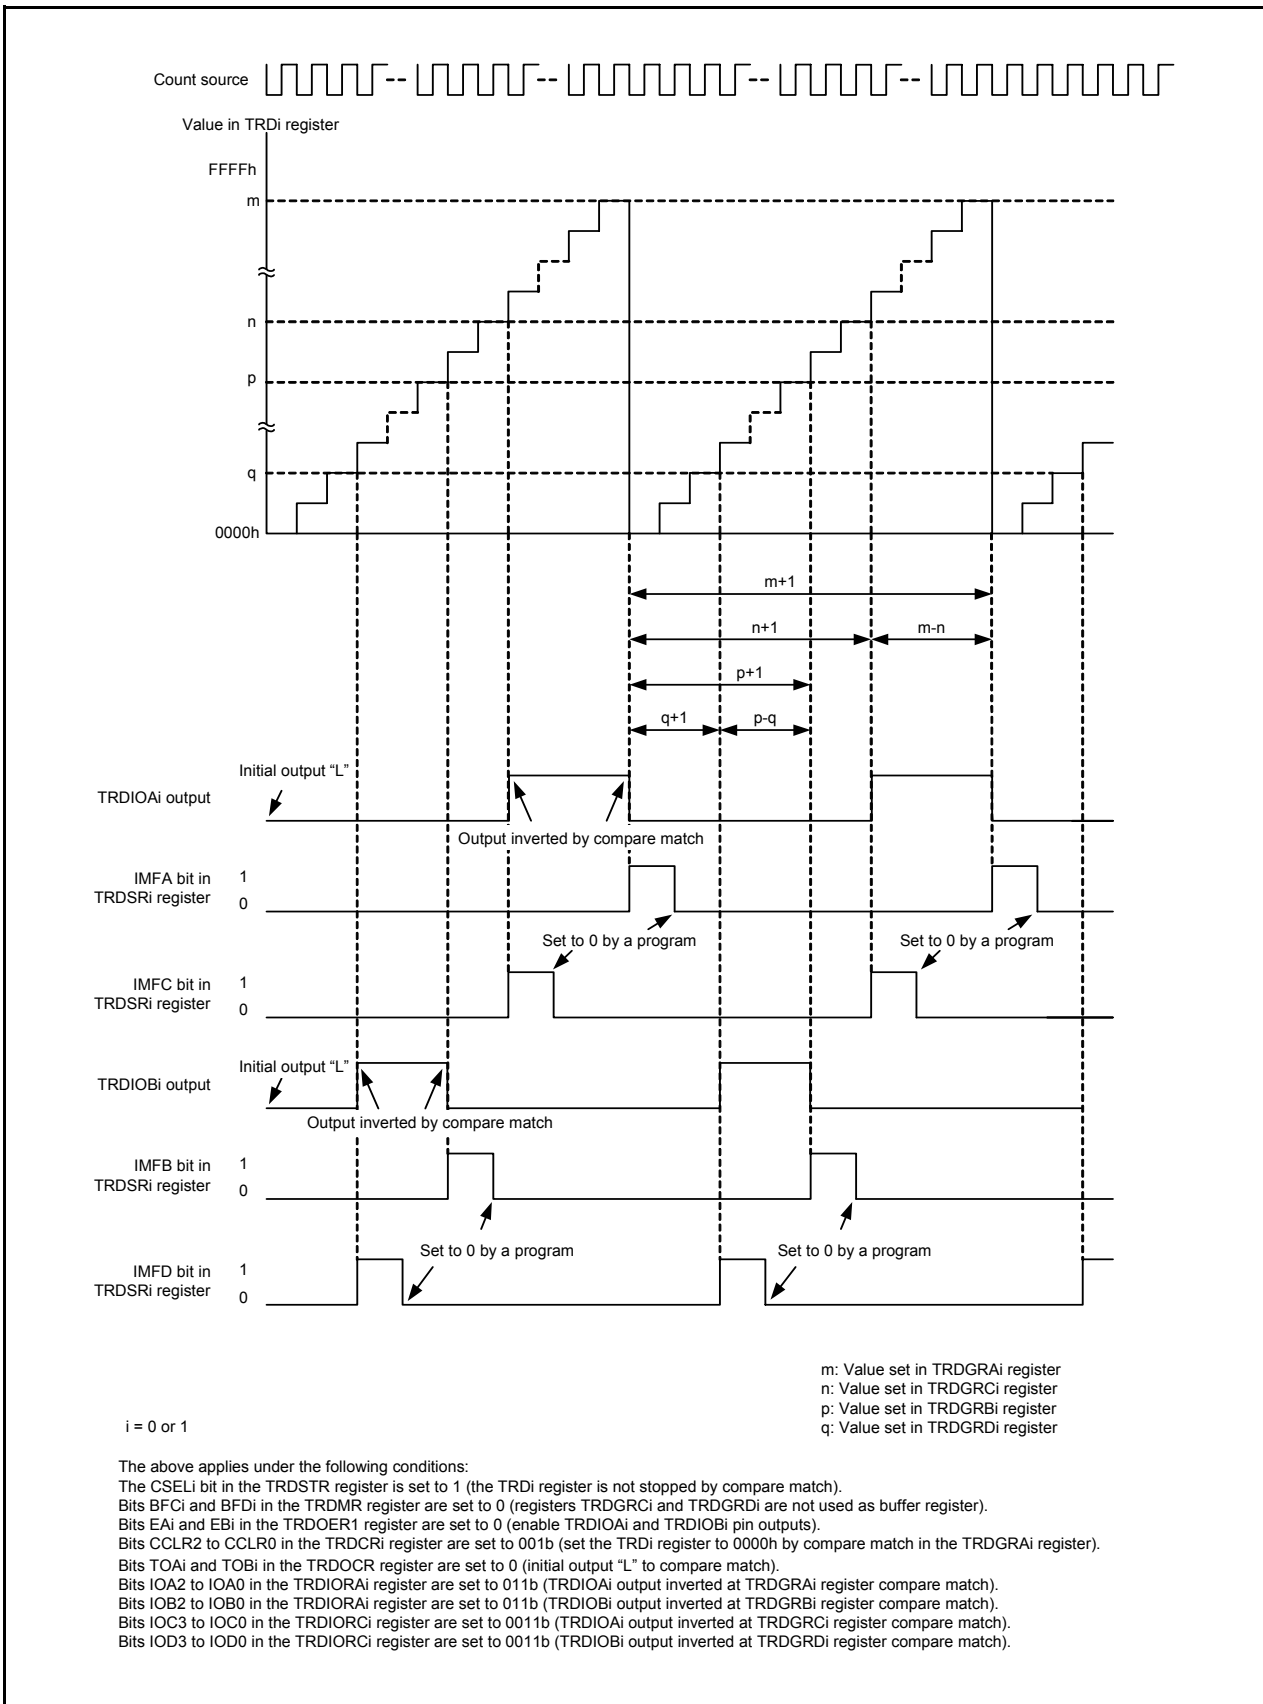 Count source
Value in TRDi register
FFFFh
m
n
p
q
0000h
m+1
n+1
m-n
p+1
q+1
p-q
Initial output “L”
TRDIOAi output
Output inverted by compare match
IMFA bit in
TRDSRi register
1
0
Set to 0 by a program
Set to 0 by a program
IMFC bit in
TRDSRi register
1
0
Initial output “L”
TRDIOBi output
Output inverted by compare match
IMFB bit in
TRDSRi register
1
0
Set to 0 by a program
Set to 0 by a program
IMFD bit in
TRDSRi register
1
0
m: Value set in TRDGRAi register
n: Value set in TRDGRCi register
p: Value set in TRDGRBi register
q: Value set in TRDGRDi register
i = 0 or 1
The above applies under the following conditions:
The CSELi bit in the TRDSTR register is set to 1 (the TRDi register is not stopped by compare match).
Bits BFCi and BFDi in the TRDMR register are set to 0 (registers TRDGRCi and TRDGRDi are not used as buffer register).
Bits EAi and EBi in the TRDOER1 register are set to 0 (enable TRDIOAi and TRDIOBi pin outputs).
Bits CCLR2 to CCLR0 in the TRDCRi register are set to 001b (set the TRDi register to 0000h by compare match in the TRDGRAi register).
Bits TOAi and TOBi in the TRDOCR register are set to 0 (initial output “L” to compare match).
Bits IOA2 to IOA0 in the TRDIORAi register are set to 011b (TRDIOAi output inverted at TRDGRAi register compare match).
Bits IOB2 to IOB0 in the TRDIORAi register are set to 011b (TRDIOBi output inverted at TRDGRBi register compare match).
Bits IOC3 to IOC0 in the TRDIORCi register are set to 0011b (TRDIOAi output inverted at TRDGRCi register compare match).
Bits IOD3 to IOD0 in the TRDIORCi register are set to 0011b (TRDIOBi output inverted at TRDGRDi register compare match).